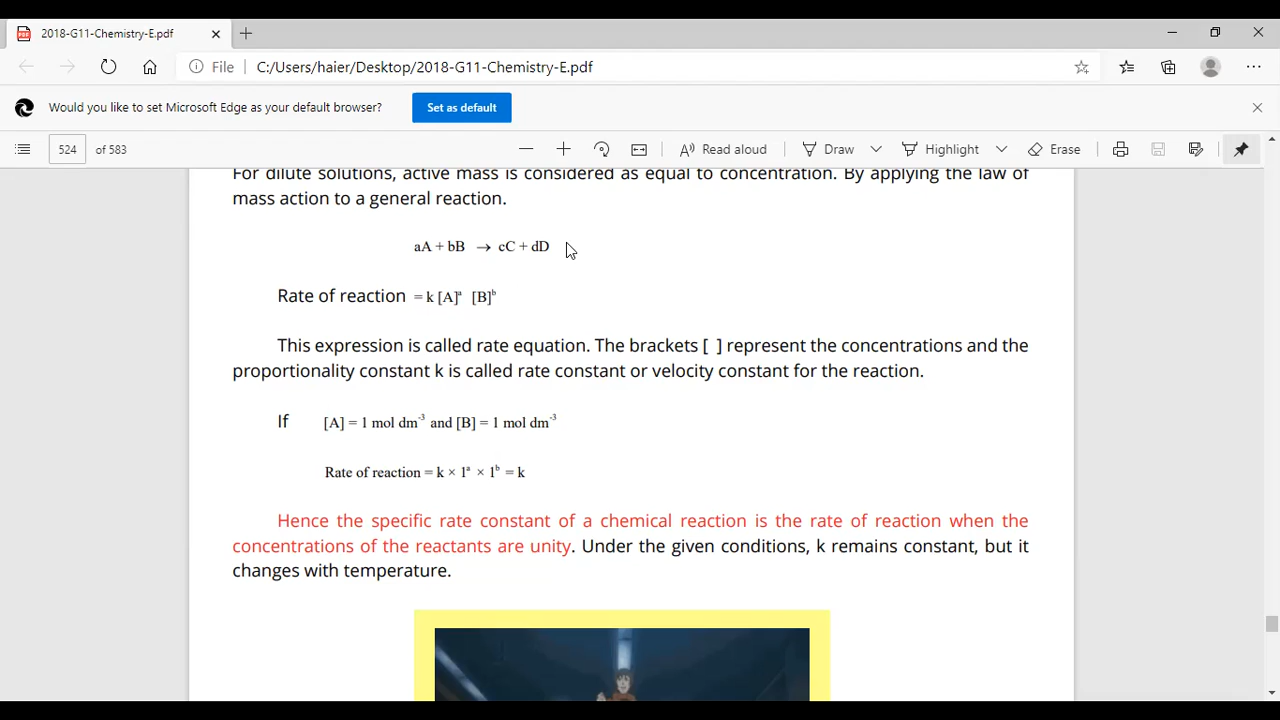 2018-G11-Chemistry-E.pdf
File C:/Users/haier/Desktop/2018-G11-Chemistry-E.pdf
Would you like to set Microsoft Edge as your default browser? Set as default
524 of 583 Read aloud Draw Highlight Erase
For dilute solutions, active mass is considered as equal to concentration. By applying the law of
mass action to a general reaction.
aA + bB → cC + dD
Rate of reaction = k [A]ᵃ [B]ᵇ
This expression is called rate equation. The brackets [ ] represent the concentrations and the
proportionality constant k is called rate constant or velocity constant for the reaction.
If [A] = 1 mol dm⁻³ and [B] = 1 mol dm⁻³
Rate of reaction = k × 1ᵃ × 1ᵇ = k
Hence the specific rate constant of a chemical reaction is the rate of reaction when the
concentrations of the reactants are unity. Under the given conditions, k remains constant, but it
changes with temperature.